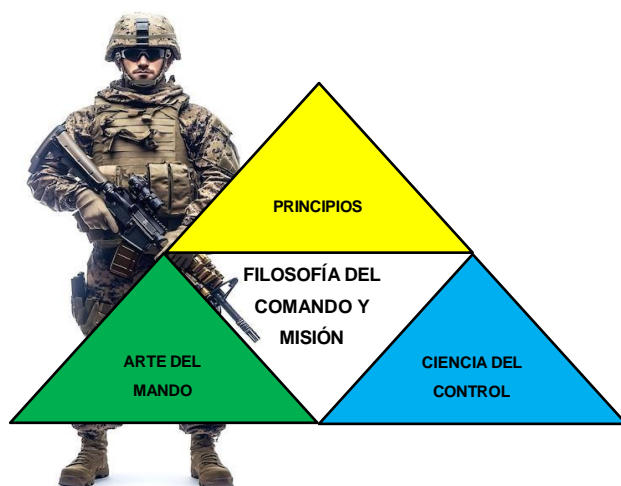 PRINCIPIOS
FILOSOFÍA DEL
COMANDO Y
MISIÓN
ARTE DEL
MANDO
CIENCIA DEL
CONTROL